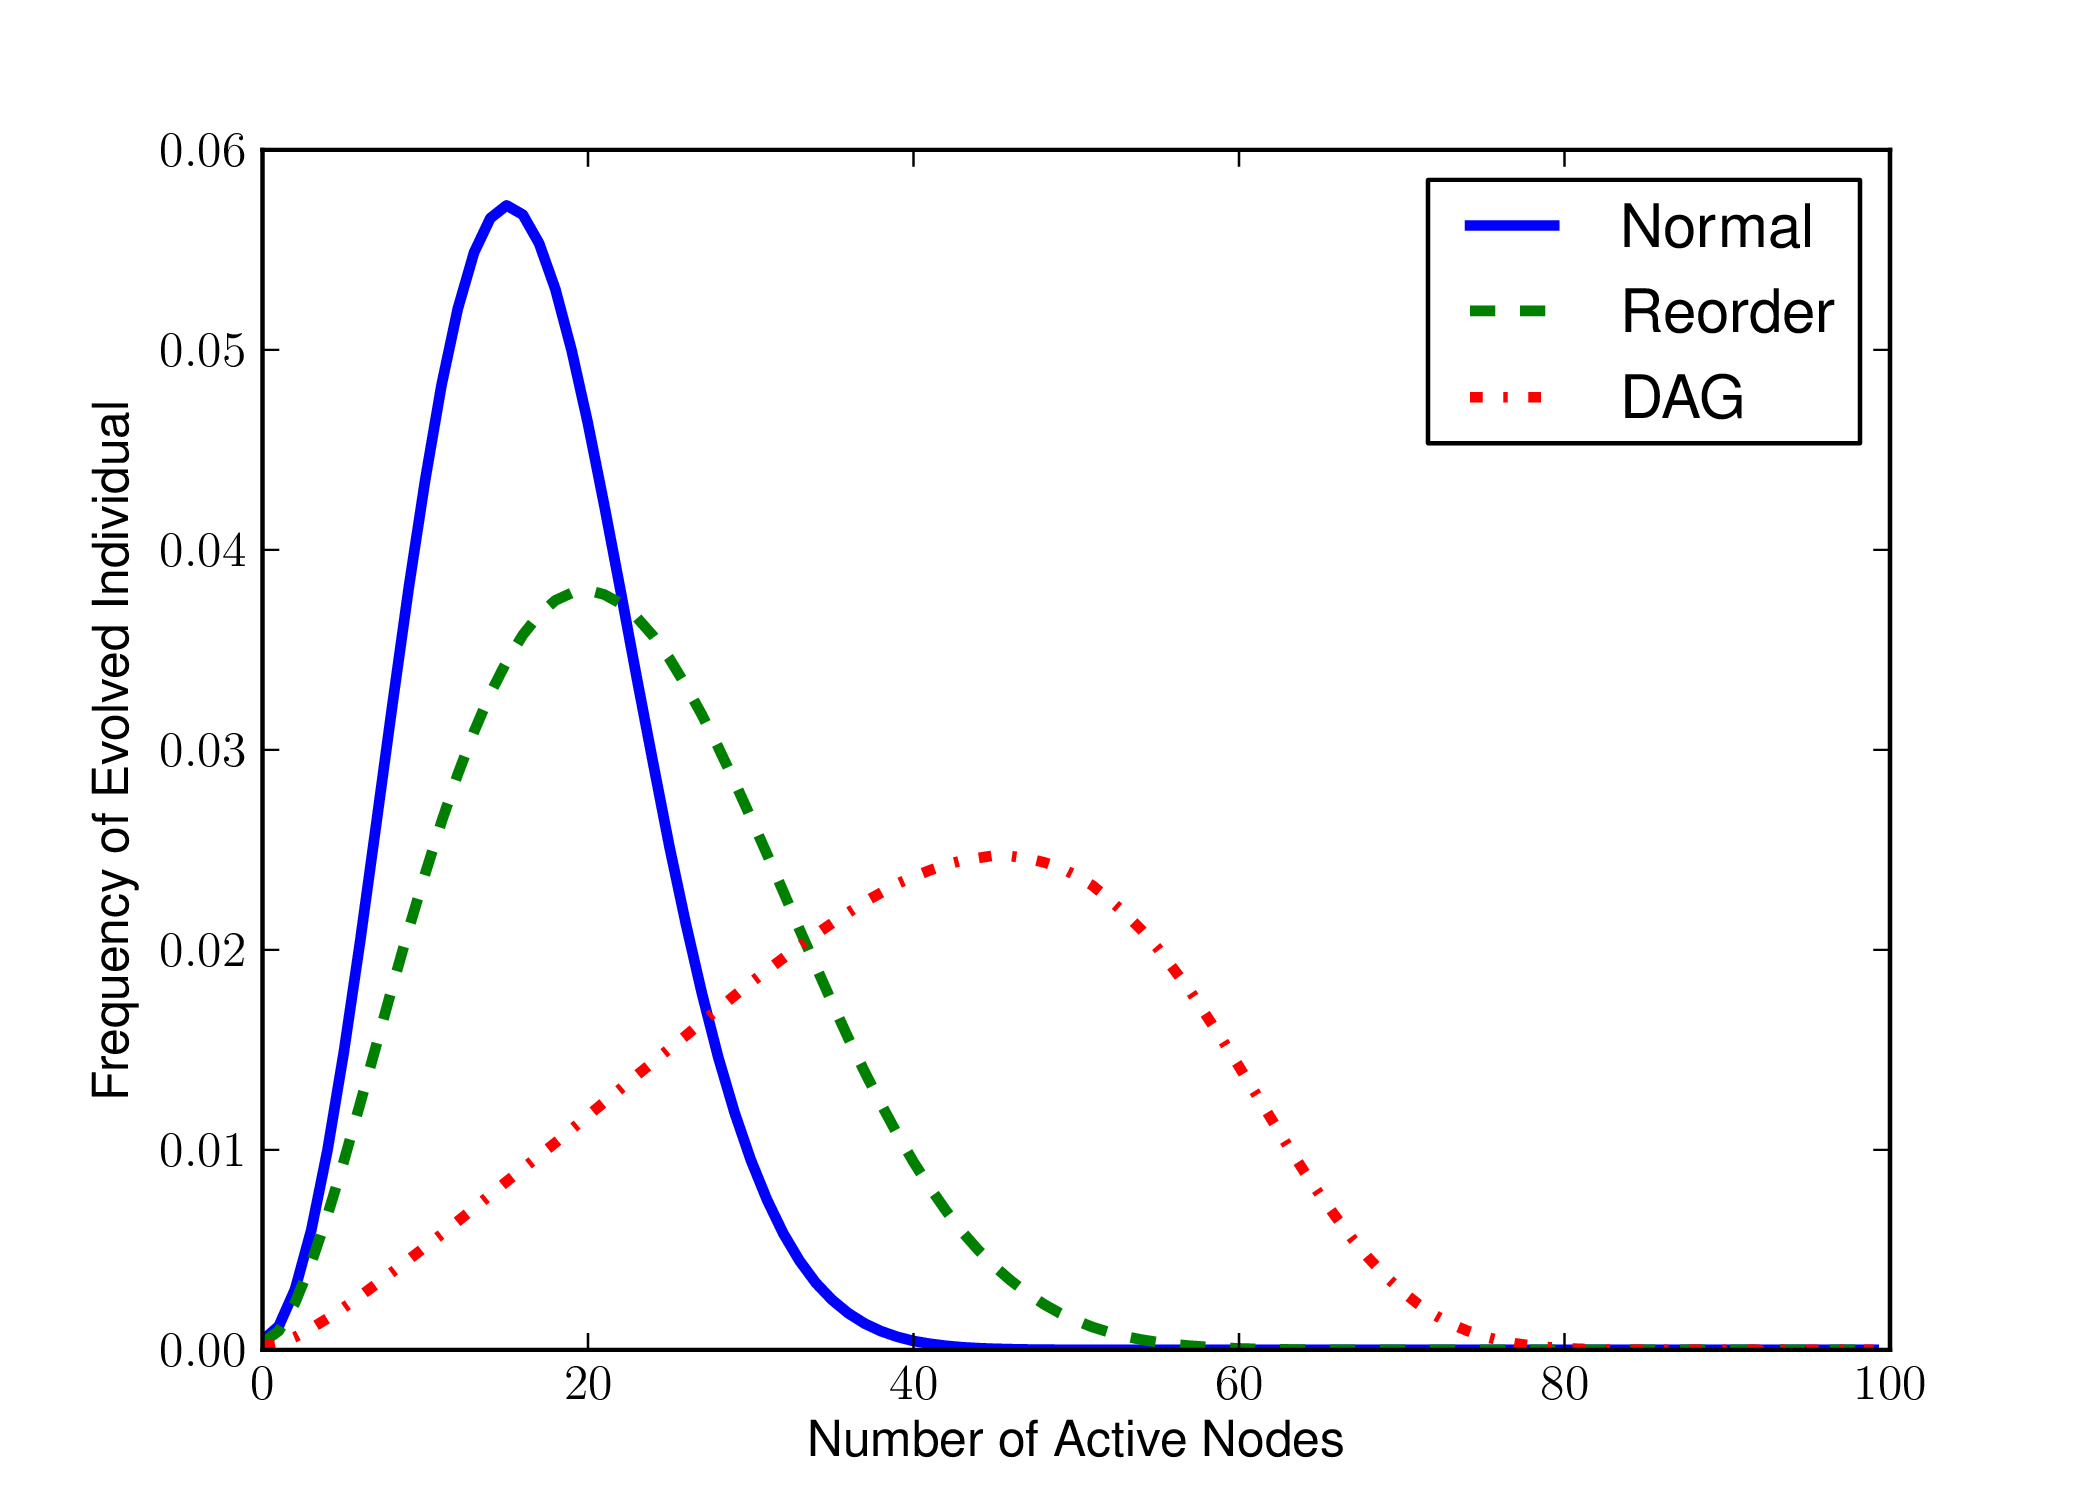 0.06
0.05
0.04
0.03
0.02
0.01
0.00
0 20 40 60 80 100
Number of Active Nodes
Frequency of Evolved Individual
Normal
Reorder
DAG